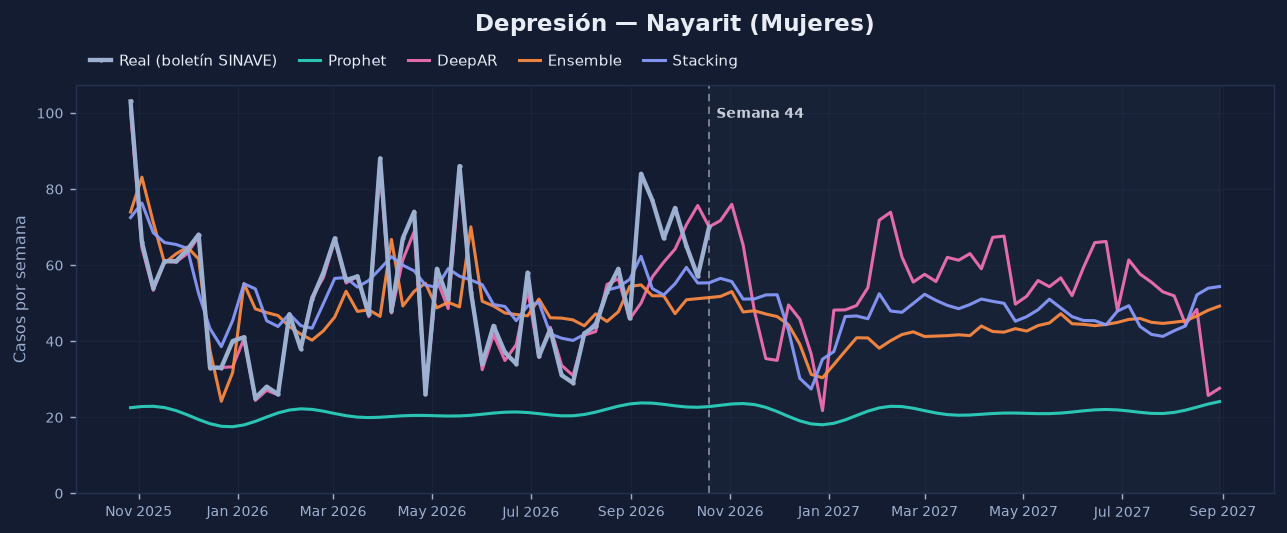 Depresión — Nayarit (Mujeres)
Real (boletín SINAVE) Prophet DeepAR Ensemble Stacking
Semana 44
Casos por semana
100
80
60
40
20
0
Nov 2025 Jan 2026 Mar 2026 May 2026 Jul 2026 Sep 2026 Nov 2026 Jan 2027 Mar 2027 May 2027 Jul 2027 Sep 2027